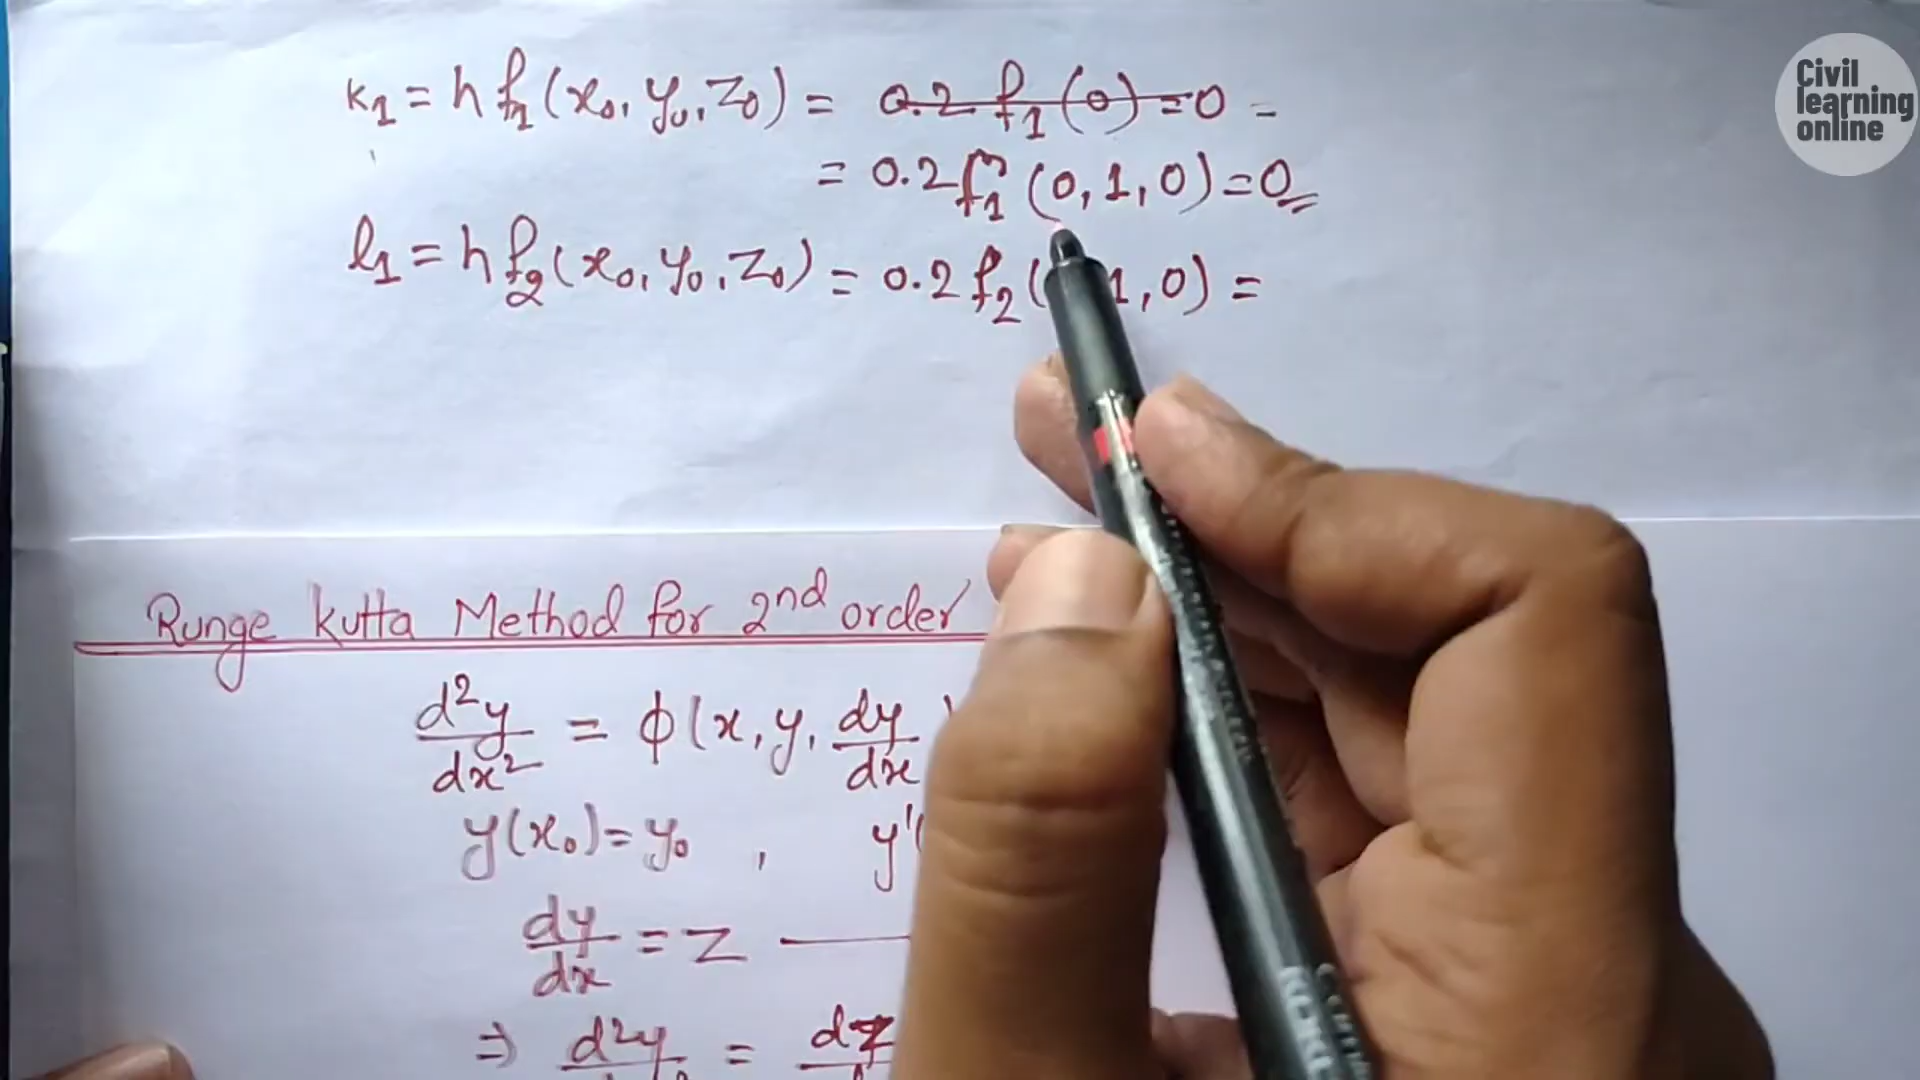 Civil
learning
online
K₁ = hf₁(x₀, y₀, z₀) = 0.2 f₁(0) = 0 =
= 0.2 f₁(0, 1, 0) = 0
l₁ = hf₂(x₀, y₀, z₀) = 0.2 f₂( 1, 0) =
Runge kutta Method for 2nd order
d²y/dx² = ϕ(x, y, dy/dx
y(x₀) = y₀ , y'(
dy/dx = z
⇒ d²y = dz